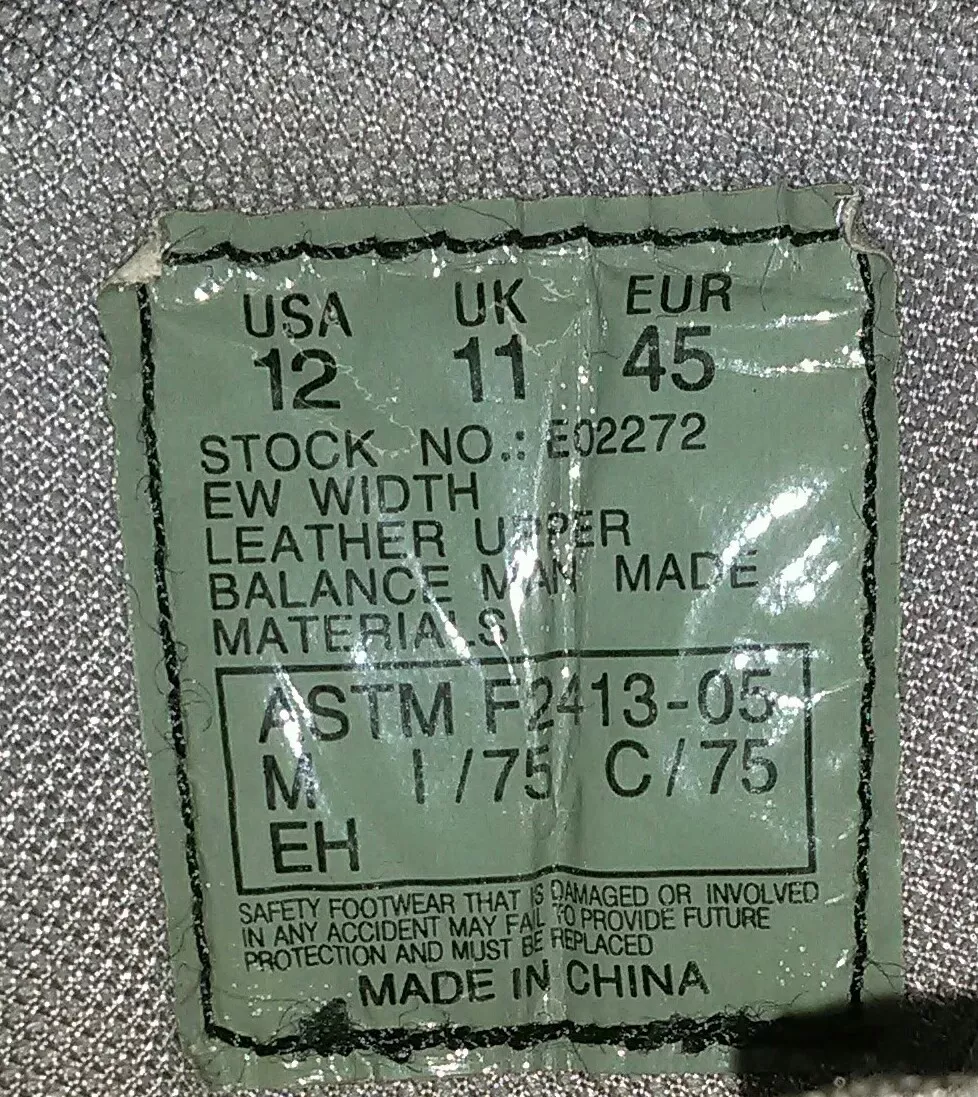 USA UK EUR
12 11 45
STOCK NO.: E02272
EW WIDTH
LEATHER UPPER
BALANCE MAN MADE
MATERIALS
ASTM F2413-05
M I/75 C/75
EH
SAFETY FOOTWEAR THAT IS DAMAGED OR INVOLVED
IN ANY ACCIDENT MAY FAIL TO PROVIDE FUTURE
PROTECTION AND MUST BE REPLACED
MADE IN CHINA